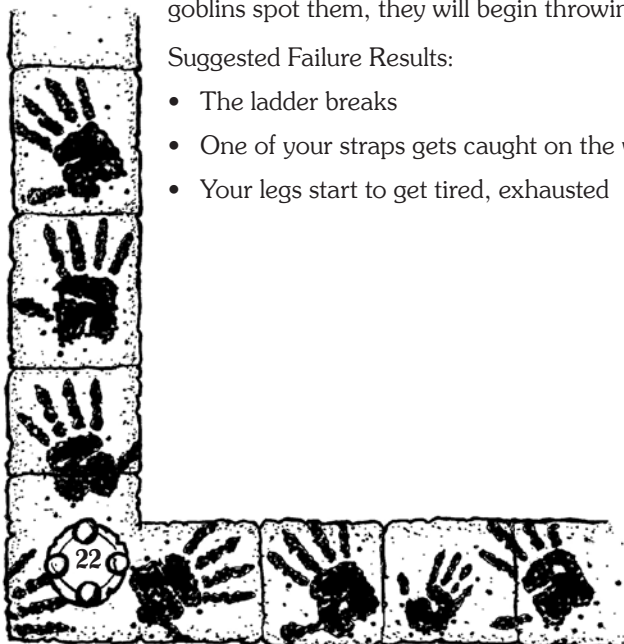 goblins spot them, they will begin throwin
Suggested Failure Results:
• The ladder breaks
• One of your straps gets caught on the
• Your legs start to get tired, exhausted
22